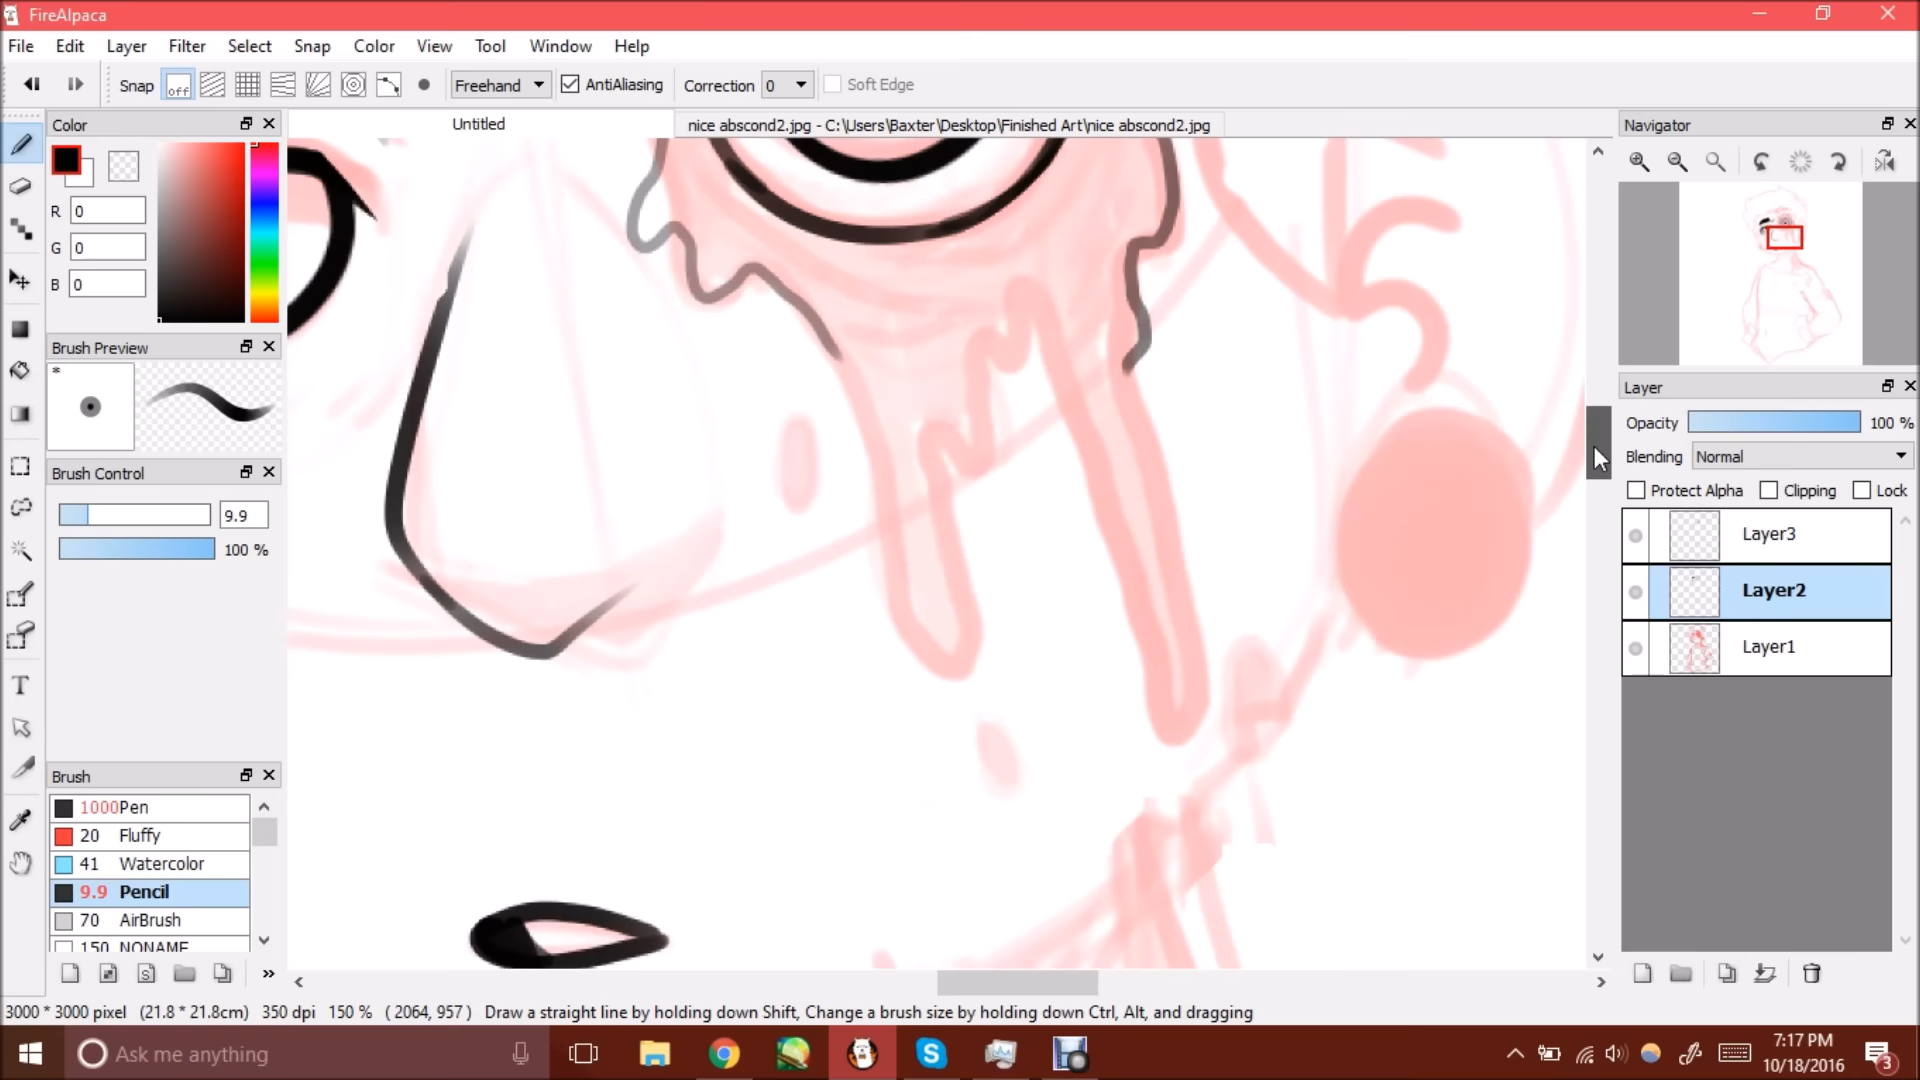 FireAlpaca
File Edit Layer Filter Select Snap Color View Tool Window Help
Snap off Freehand AntiAliasing Correction 0 Soft Edge
Color
Untitled
nice abscond2.jpg - C:\Users\Baxter\Desktop\Finished Art\nice abscond2.jpg
Navigator
R 0
G 0
B 0
Brush Preview
*
Layer
Opacity 100 %
Blending Normal
Brush Control
Protect Alpha Clipping Lock
9.9
100 %
Layer3
Layer2
Layer1
Brush
1000 Pen
20 Fluffy
41 Watercolor
9.9 Pencil
70 AirBrush
150 NONAME
3000 * 3000 pixel (21.8 * 21.8cm) 350 dpi 150 % ( 2064, 957 ) Draw a straight line by holding down Shift, Change a brush size by holding down Ctrl, Alt, and dragging
Ask me anything
7:17 PM
10/18/2016
3